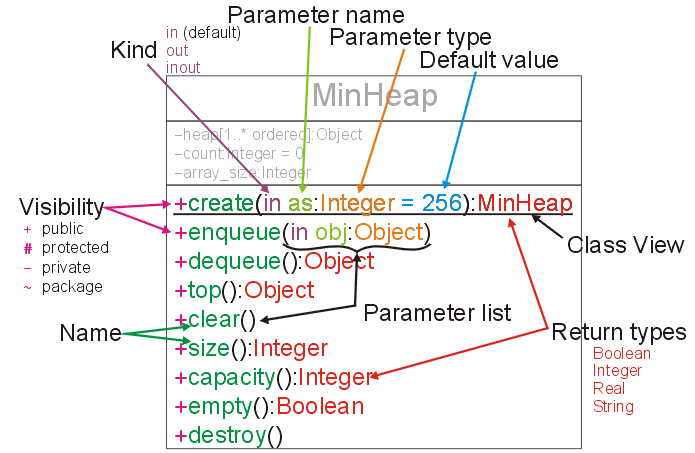 Parameter name
in (default)
Kind
out
inout
Parameter type
Default value
MinHeap
–heap[1..* ordered]:Object
–count:Integer = 0
–array_size:Integer
+create(in as:Integer = 256):MinHeap
Visibility
+ public
# protected
– private
~ package
+enqueue(in obj:Object)
Class View
+dequeue():Object
+top():Object
+clear()
Parameter list
Name
+size():Integer
Return types
Boolean
Integer
Real
String
+capacity():Integer
+empty():Boolean
+destroy()